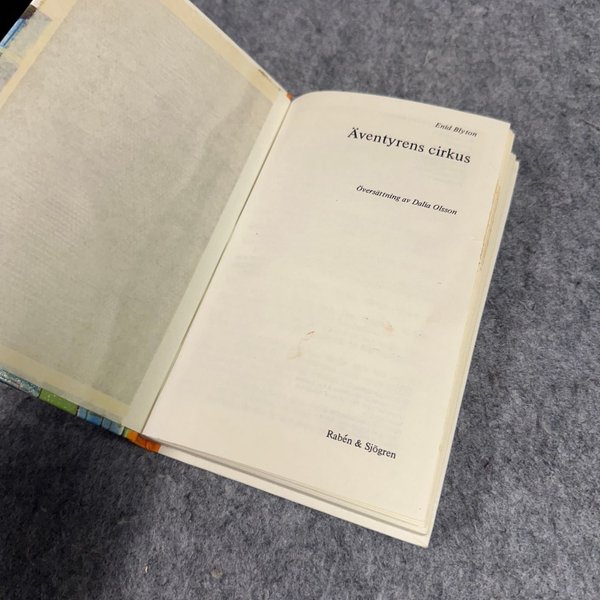 Enid Blyton
Äventyrens cirkus
Översättning av Dalia Olsson
Rabén & Sjögren